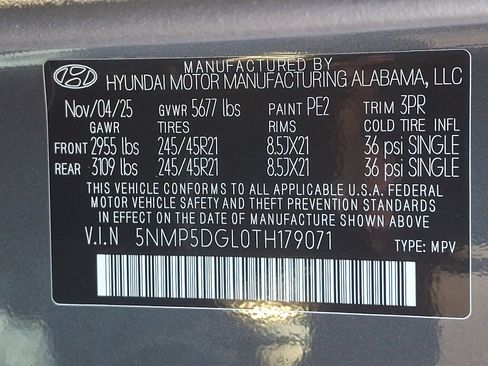 MANUFACTURED BY
HYUNDAI MOTOR MANUFACTURING ALABAMA, LLC
Nov/04/25 GVWR 5677 lbs PAINT PE2 TRIM 3PR
GAWR TIRES RIMS COLD TIRE INFL
FRONT 2955 lbs 245/45R21 8.5JX21 36 psi SINGLE
REAR 3109 lbs 245/45R21 8.5JX21 36 psi SINGLE
THIS VEHICLE CONFORMS TO ALL APPLICABLE U.S.A. FEDERAL
MOTOR VEHICLE SAFETY AND THEFT PREVENTION STANDARDS
IN EFFECT ON THE DATE OF MANUFACTURE SHOWN ABOVE.
V.I.N 5NMP5DGL0TH179071 TYPE: MPV